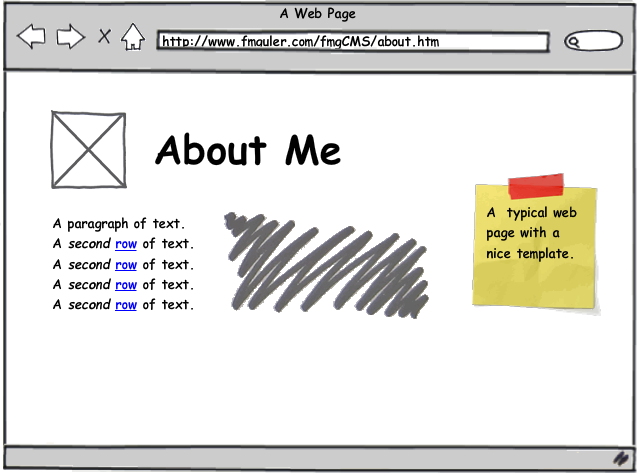 A Web Page
http://www.fmauler.com/fmgCMS/about.htm
About Me
A paragraph of text.
A second row of text.
A second row of text.
A second row of text.
A second row of text.
A typical web
page with a
nice template.